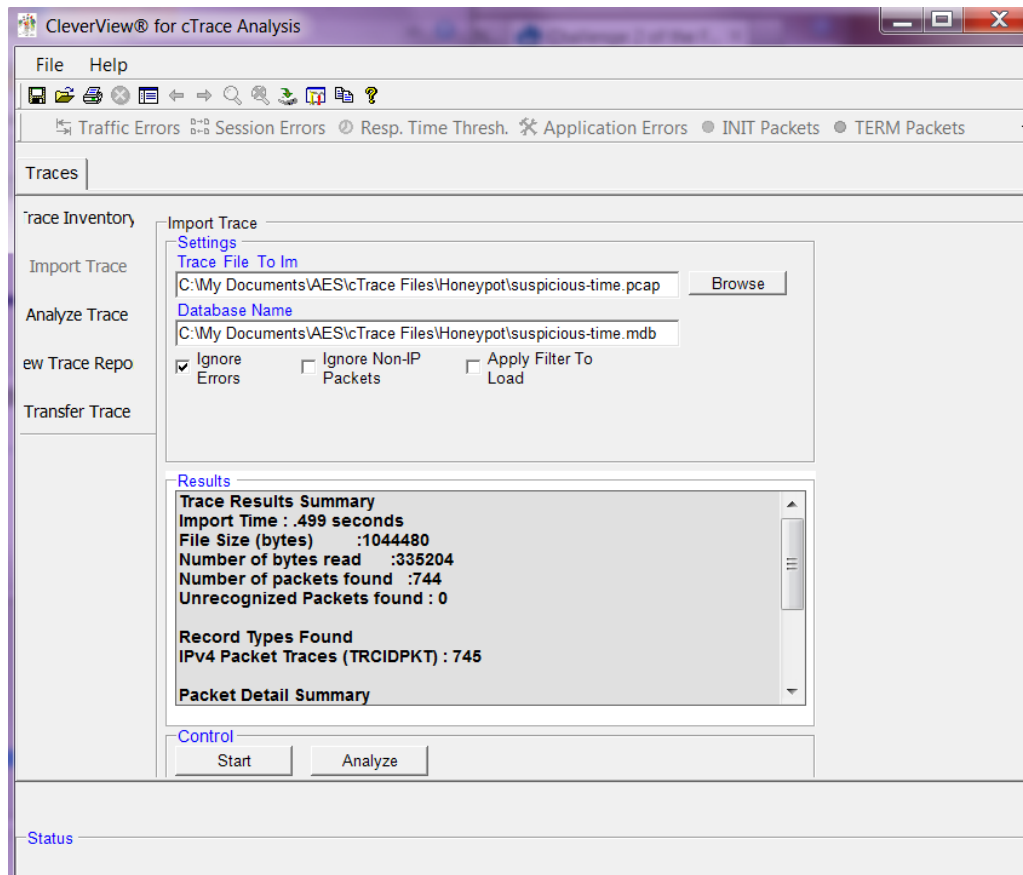 CleverView® for cTrace Analysis
File Help
Traffic Errors Session Errors Resp. Time Thresh. Application Errors INIT Packets TERM Packets
Traces
Trace Inventory
Import Trace
Analyze Trace
ew Trace Repo
Transfer Trace
Import Trace
Settings
Trace File To Im
C:\My Documents\AES\cTrace Files\Honeypot\suspicious-time.pcap Browse
Database Name
C:\My Documents\AES\cTrace Files\Honeypot\suspicious-time.mdb
Ignore Errors
Ignore Non-IP Packets
Apply Filter To Load
Results
Trace Results Summary
Import Time : .499 seconds
File Size (bytes) :1044480
Number of bytes read :335204
Number of packets found :744
Unrecognized Packets found : 0
Record Types Found
IPv4 Packet Traces (TRCIDPKT) : 745
Packet Detail Summary
Control
Start Analyze
Status